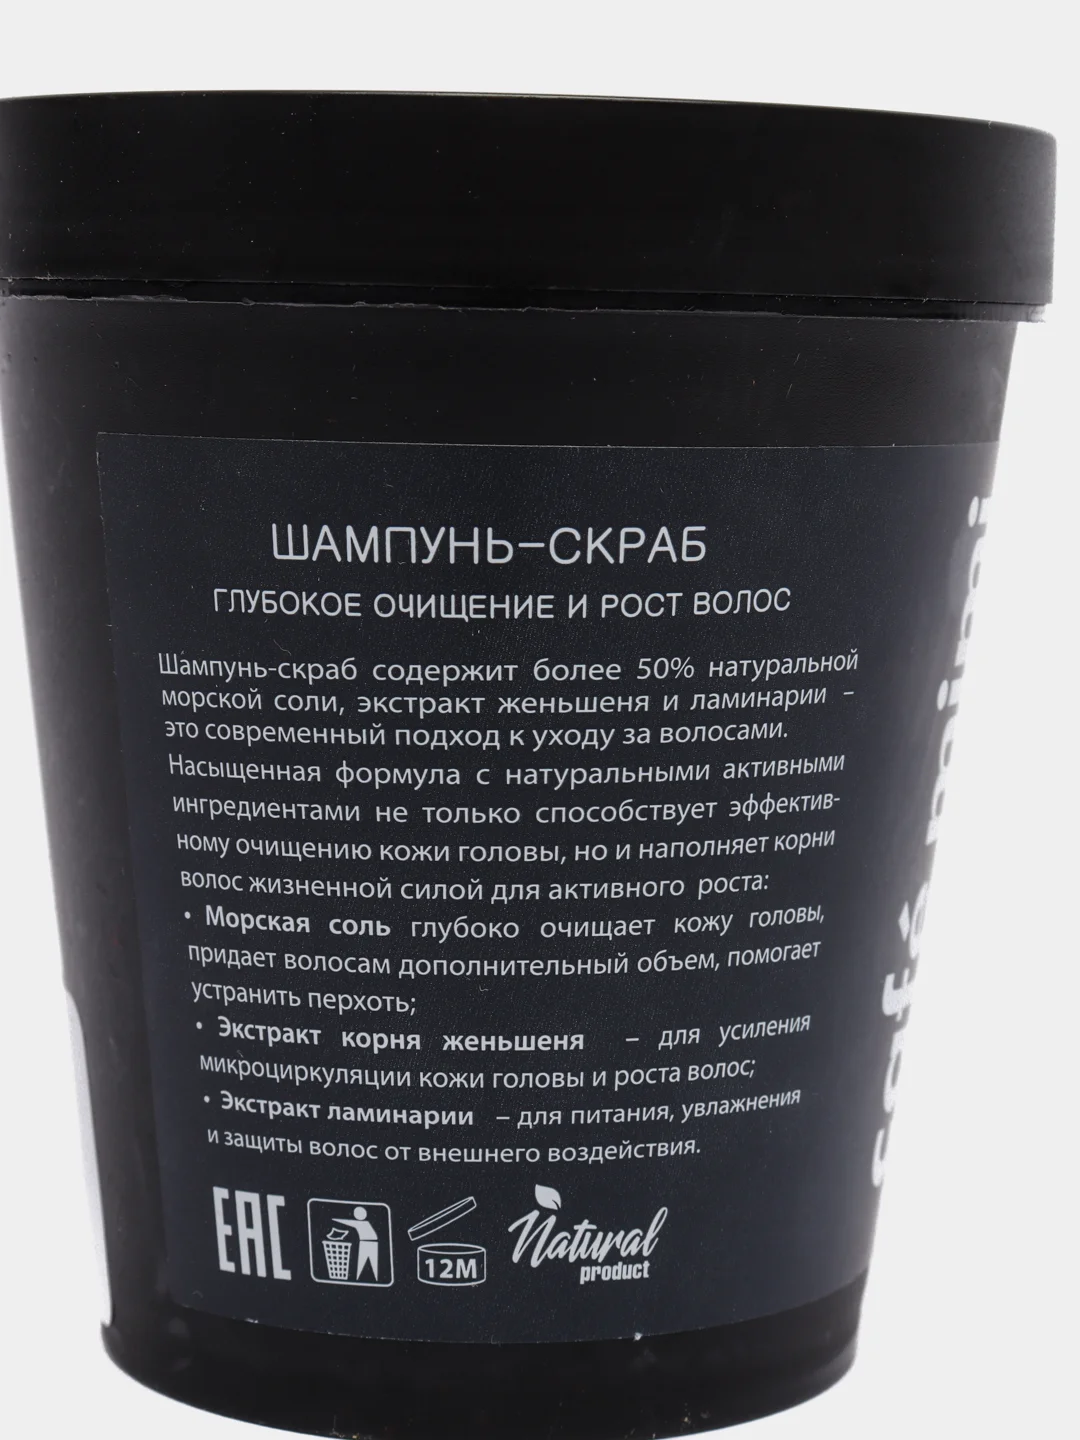 ШАМПУНЬ-СКРАБ
ГЛУБОКОЕ ОЧИЩЕНИЕ И РОСТ ВОЛОС
Шампунь-скраб содержит более 50% натуральной
морской соли, экстракт женьшеня и ламинарии –
это современный подход к уходу за волосами.
Насыщенная формула с натуральными активными
ингредиентами не только способствует эффектив-
ному очищению кожи головы, но и наполняет корни
волос жизненной силой для активного роста:
• Морская соль глубоко очищает кожу головы,
придает волосам дополнительный объем, помогает
устранить перхоть;
• Экстракт корня женьшеня – для усиления
микроциркуляции кожи головы и роста волос;
• Экстракт ламинарии – для питания, увлажнения
и защиты волос от внешнего воздействия.
EAC
12M
Natural
product
café mimi